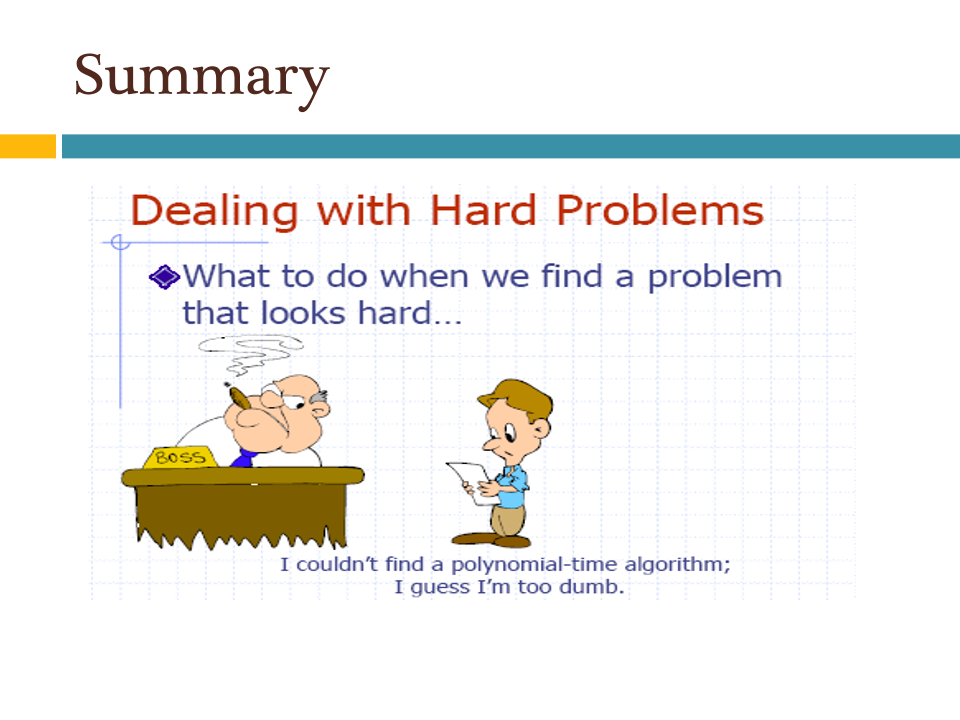 Summary
Dealing with Hard Problems
What to do when we find a problem
that looks hard…
BOSS
I couldn't find a polynomial-time algorithm;
I guess I'm too dumb.